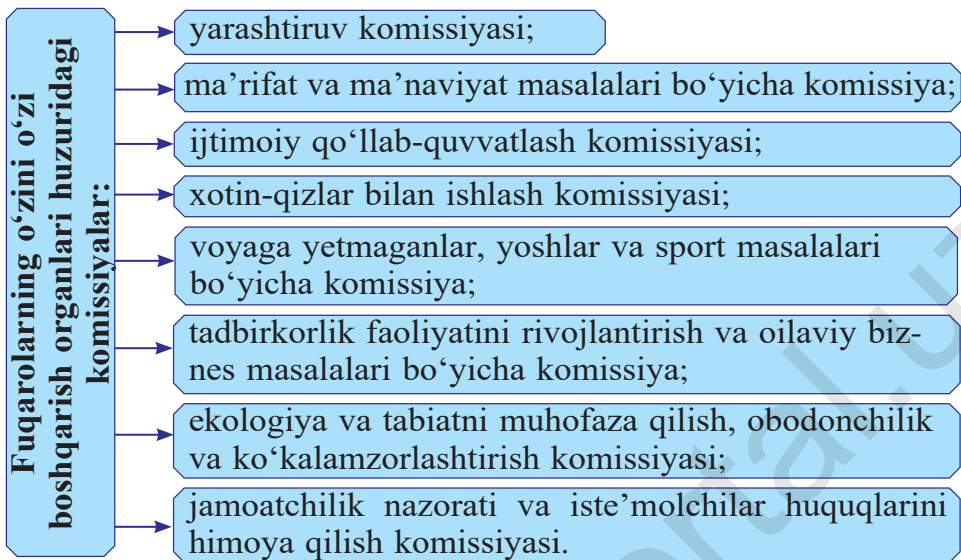 Fuqarolarning o‘zini o‘zi
boshqarish organlari huzuridagi
komissiyalar:
yarashtiruv komissiyasi;
ma’rifat va ma’naviyat masalalari bo‘yicha komissiya;
ijtimoiy qo‘llab-quvvatlash komissiyasi;
xotin-qizlar bilan ishlash komissiyasi;
voyaga yetmaganlar, yoshlar va sport masalalari
bo‘yicha komissiya;
tadbirkorlik faoliyatini rivojlantirish va oilaviy biz-
nes masalalari bo‘yicha komissiya;
ekologiya va tabiatni muhofaza qilish, obodonchilik
va ko‘kalamzorlashtirish komissiyasi;
jamoatchilik nazorati va iste’molchilar huquqlarini
himoya qilish komissiyasi.